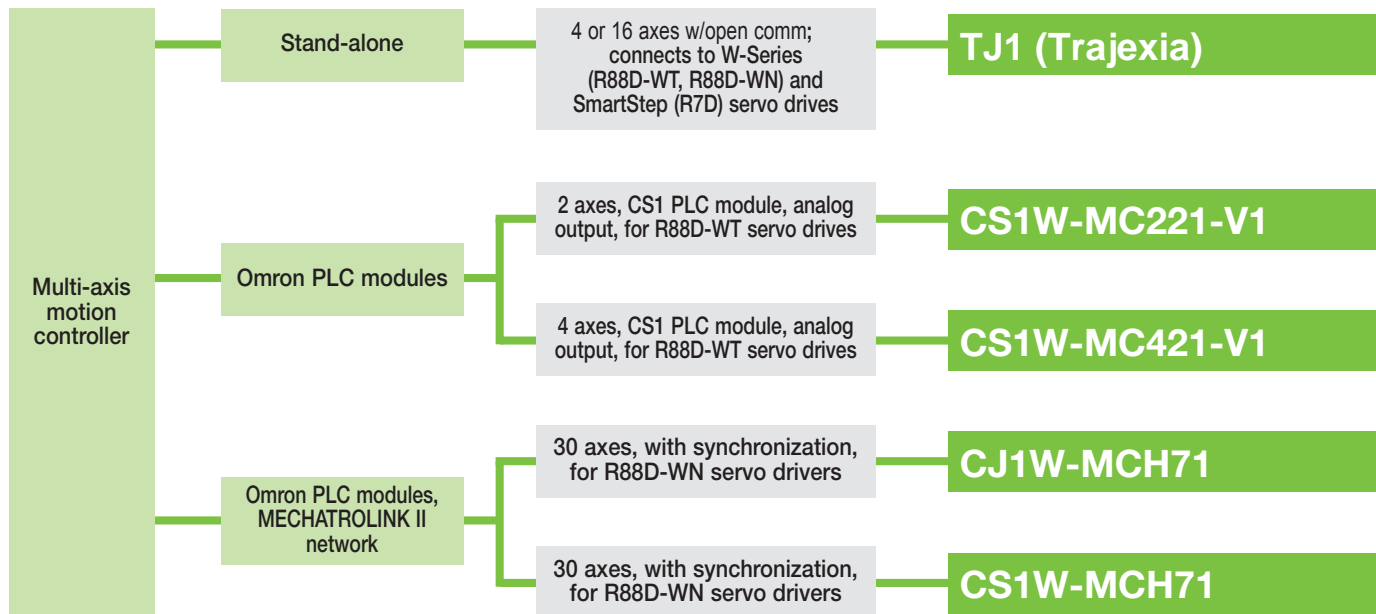 Multi-axis
motion
controller
Stand-alone
4 or 16 axes w/open comm;
connects to W-Series
(R88D-WT, R88D-WN) and
SmartStep (R7D) servo drives
TJ1 (Trajexia)
Omron PLC modules
2 axes, CS1 PLC module, analog
output, for R88D-WT servo drives
CS1W-MC221-V1
4 axes, CS1 PLC module, analog
output, for R88D-WT servo drives
CS1W-MC421-V1
Omron PLC modules,
MECHATROLINK II
network
30 axes, with synchronization,
for R88D-WN servo drivers
CJ1W-MCH71
30 axes, with synchronization,
for R88D-WN servo drivers
CS1W-MCH71